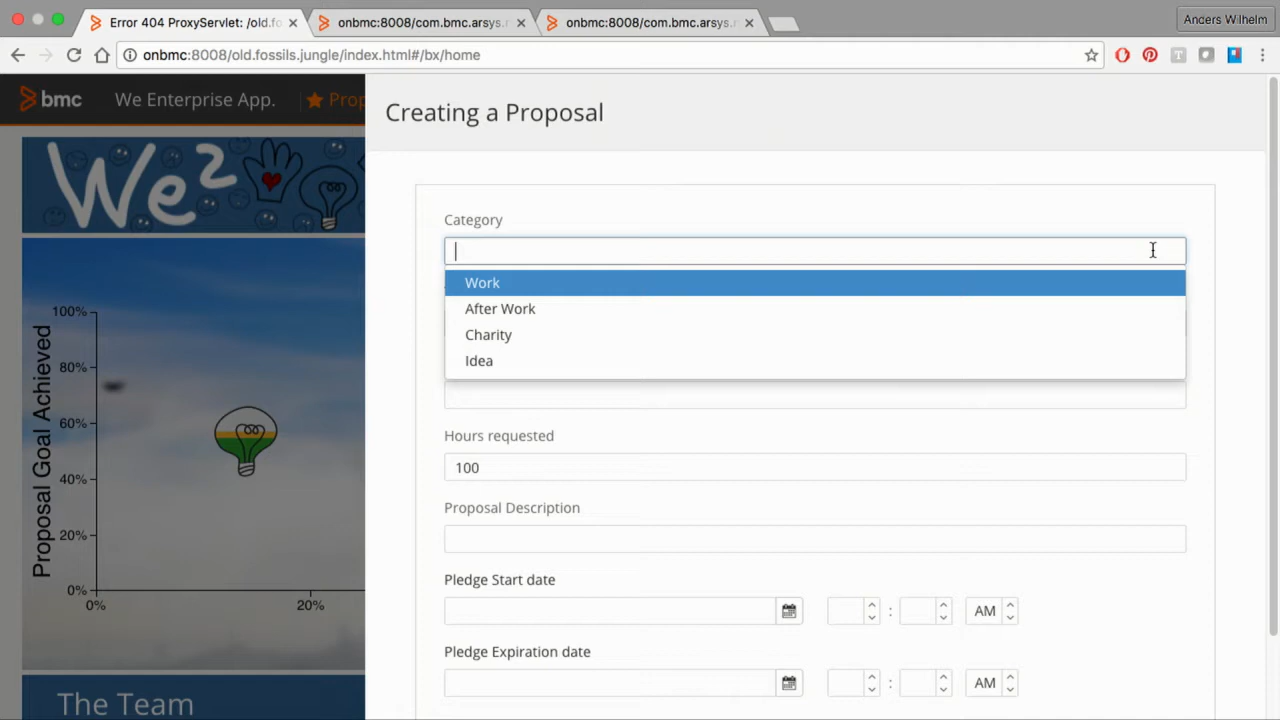 Error 404 ProxyServlet: /old.fo
onbmc:8008/com.bmc.arsys.m
onbmc:8008/com.bmc.arsys.m
Anders Wilhelm
onbmc:8008/old.fossils.jungle/index.html#/bx/home
bmc
We Enterprise App.
Prop
Creating a Proposal
We²
Category
Work
After Work
Charity
Idea
Hours requested
100
Proposal Description
Pledge Start date
: AM
Pledge Expiration date
: AM
Proposal Goal Achieved
100%
80%
60%
40%
20%
0%
0% 20%
The Team